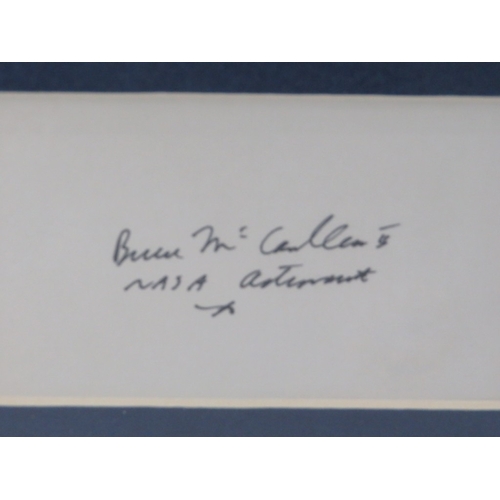 Bruce McCandless II
NASA Astronaut